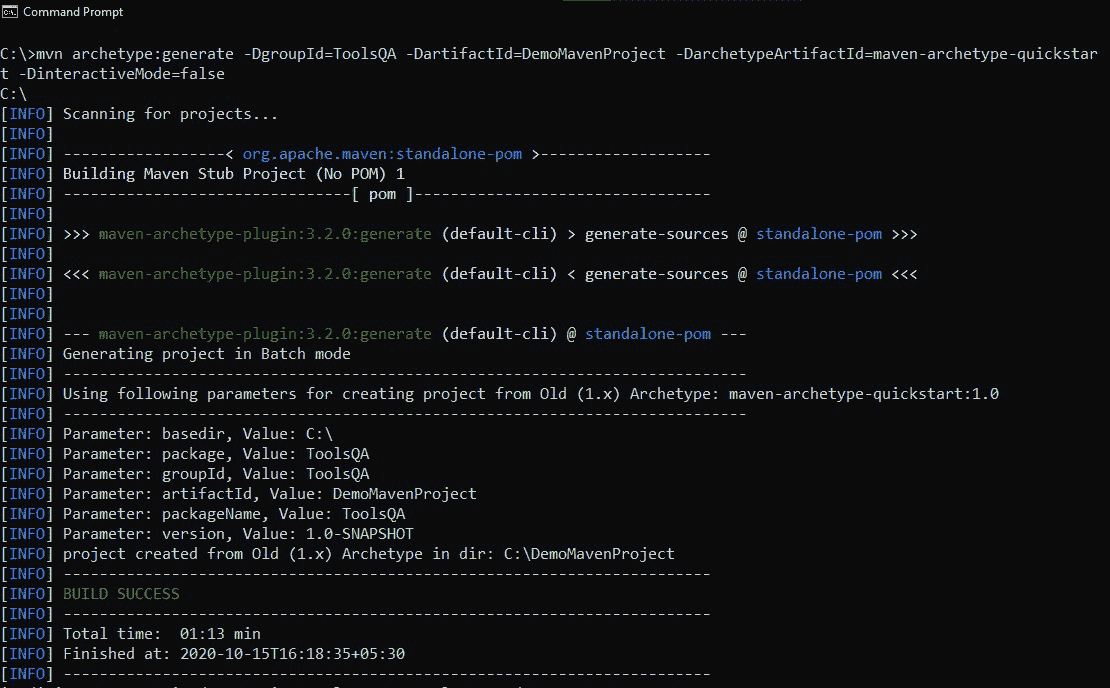 Command Prompt
C:\>mvn archetype:generate -DgroupId=ToolsQA -DartifactId=DemoMavenProject -DarchetypeArtifactId=maven-archetype-quickstar
t -DinteractiveMode=false
C:\
[INFO] Scanning for projects...
[INFO]
[INFO] ------------------< org.apache.maven:standalone-pom >-------------------
[INFO] Building Maven Stub Project (No POM) 1
[INFO] --------------------------------[ pom ]---------------------------------
[INFO]
[INFO] >>> maven-archetype-plugin:3.2.0:generate (default-cli) > generate-sources @ standalone-pom >>>
[INFO]
[INFO] <<< maven-archetype-plugin:3.2.0:generate (default-cli) < generate-sources @ standalone-pom <<<
[INFO]
[INFO]
[INFO] --- maven-archetype-plugin:3.2.0:generate (default-cli) @ standalone-pom ---
[INFO] Generating project in Batch mode
[INFO] ----------------------------------------------------------------------------
[INFO] Using following parameters for creating project from Old (1.x) Archetype: maven-archetype-quickstart:1.0
[INFO] ----------------------------------------------------------------------------
[INFO] Parameter: basedir, Value: C:\
[INFO] Parameter: package, Value: ToolsQA
[INFO] Parameter: groupId, Value: ToolsQA
[INFO] Parameter: artifactId, Value: DemoMavenProject
[INFO] Parameter: packageName, Value: ToolsQA
[INFO] Parameter: version, Value: 1.0-SNAPSHOT
[INFO] project created from Old (1.x) Archetype in dir: C:\DemoMavenProject
[INFO] ------------------------------------------------------------------------
[INFO] BUILD SUCCESS
[INFO] ------------------------------------------------------------------------
[INFO] Total time:  01:13 min
[INFO] Finished at: 2020-10-15T16:18:35+05:30
[INFO] ------------------------------------------------------------------------